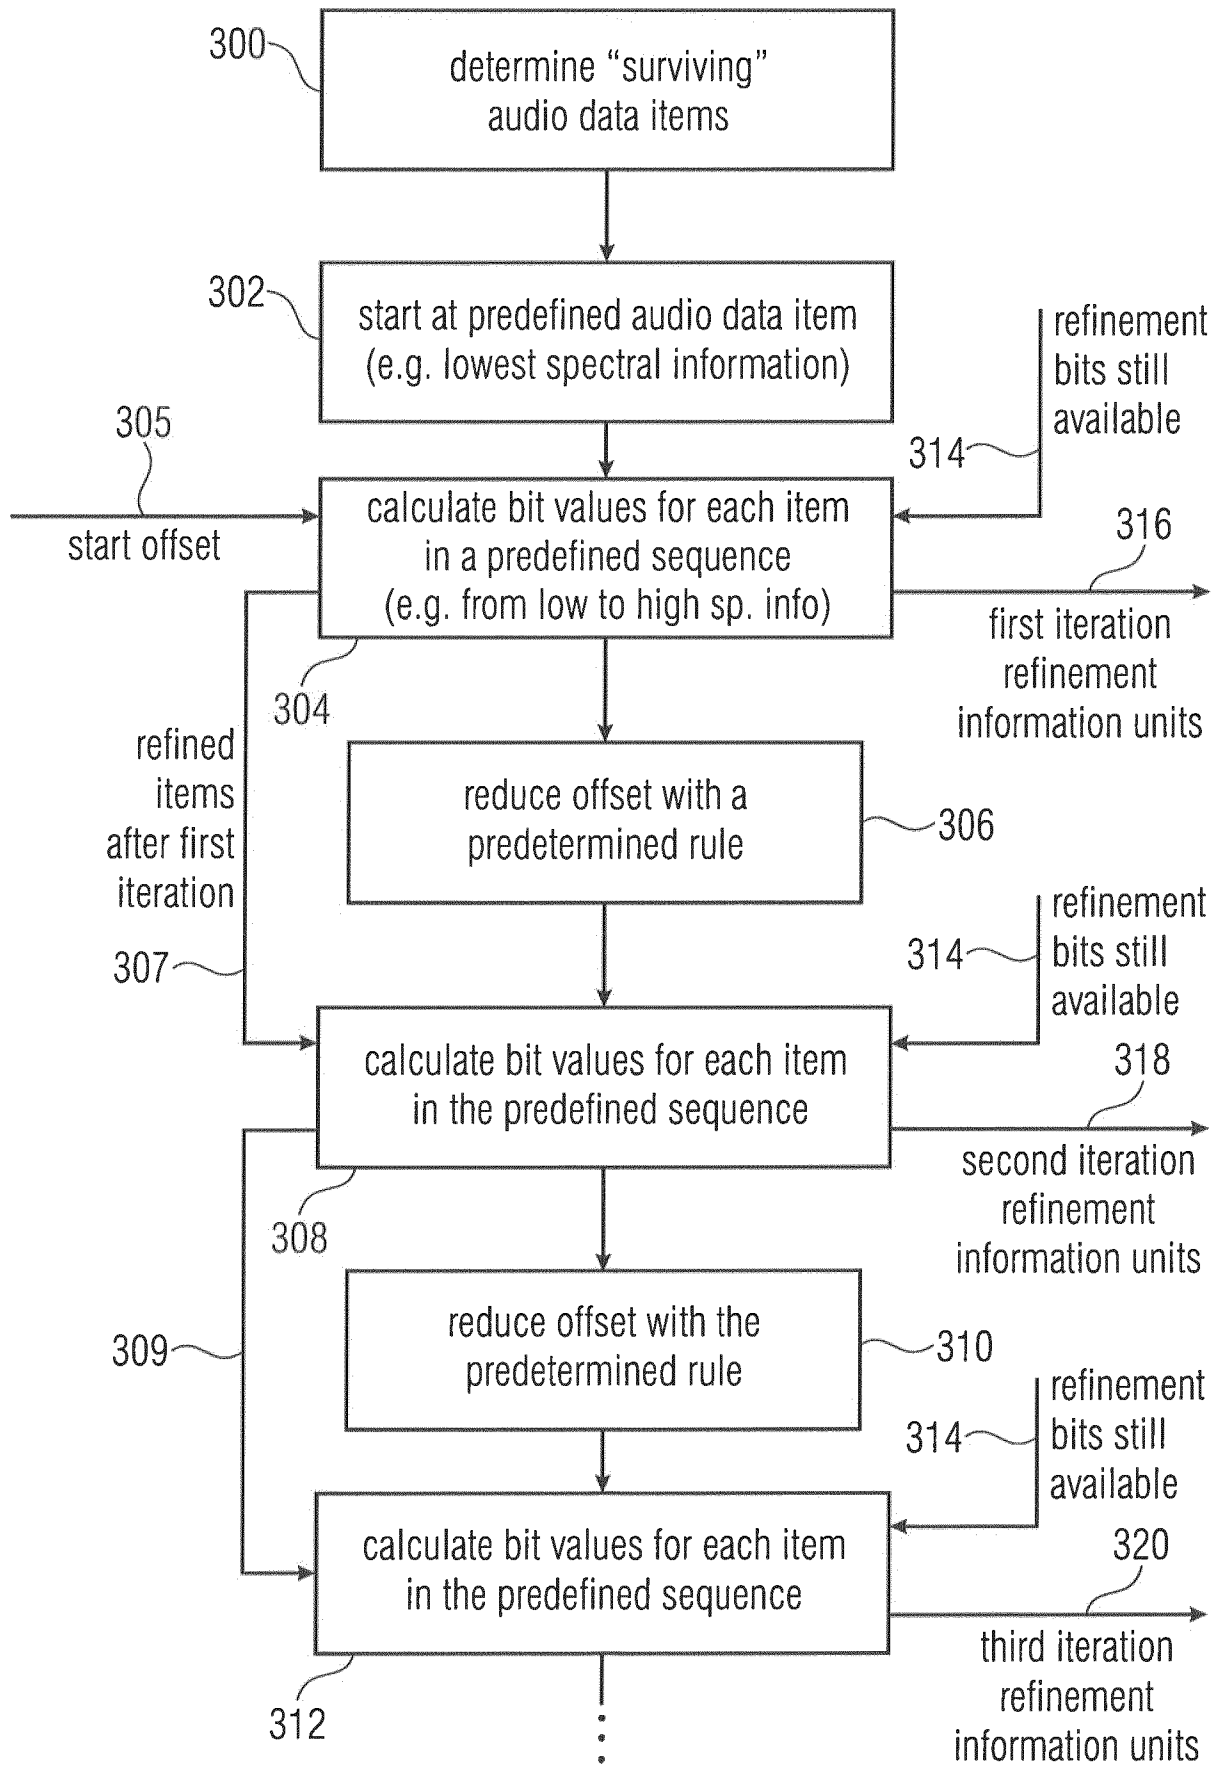 300
determine “surviving”
audio data items
302
start at predefined audio data item
(e.g. lowest spectral information)
refinement
bits still
available
314
305
start offset
calculate bit values for each item
in a predefined sequence
(e.g. from low to high sp. info)
316
first iteration
refinement
information units
304
refined
items
after first
iteration
307
reduce offset with a
predetermined rule
306
refinement
bits still
available
314
calculate bit values for each item
in the predefined sequence
318
second iteration
refinement
information units
308
309
reduce offset with the
predetermined rule
310
refinement
bits still
available
314
calculate bit values for each item
in the predefined sequence
320
third iteration
refinement
information units
312